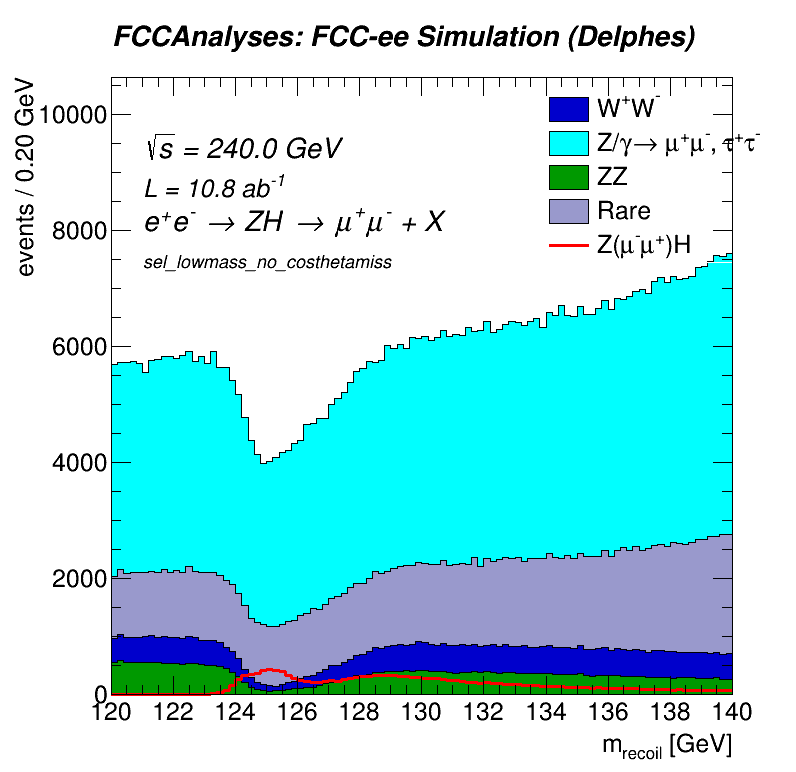 FCCAnalyses: FCC-ee Simulation (Delphes)
events / 0.20 GeV
10000
8000
6000
4000
2000
0
√s = 240.0 GeV
L = 10.8 ab⁻¹
e⁺e⁻ → ZH → μ⁺μ⁻ + X
sel_lowmass_no_costhetamiss
W⁺W⁻
Z/γ→ μ⁺μ⁻, τ⁺τ⁻
ZZ
Rare
Z(μ⁻μ⁺)H
120 122 124 126 128 130 132 134 136 138 140
m_recoil [GeV]